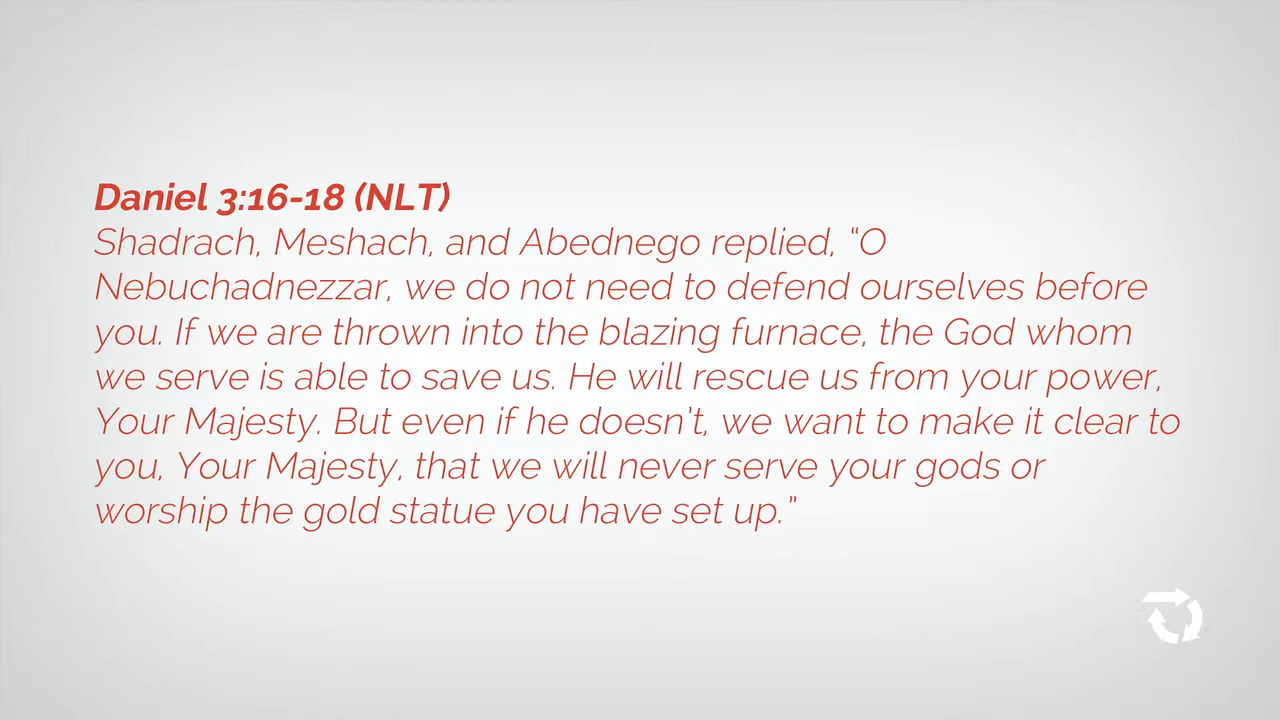 Daniel 3:16-18 (NLT)
Shadrach, Meshach, and Abednego replied, “O
Nebuchadnezzar, we do not need to defend ourselves before
you. If we are thrown into the blazing furnace, the God whom
we serve is able to save us. He will rescue us from your power,
Your Majesty. But even if he doesn't, we want to make it clear to
you, Your Majesty, that we will never serve your gods or
worship the gold statue you have set up.”